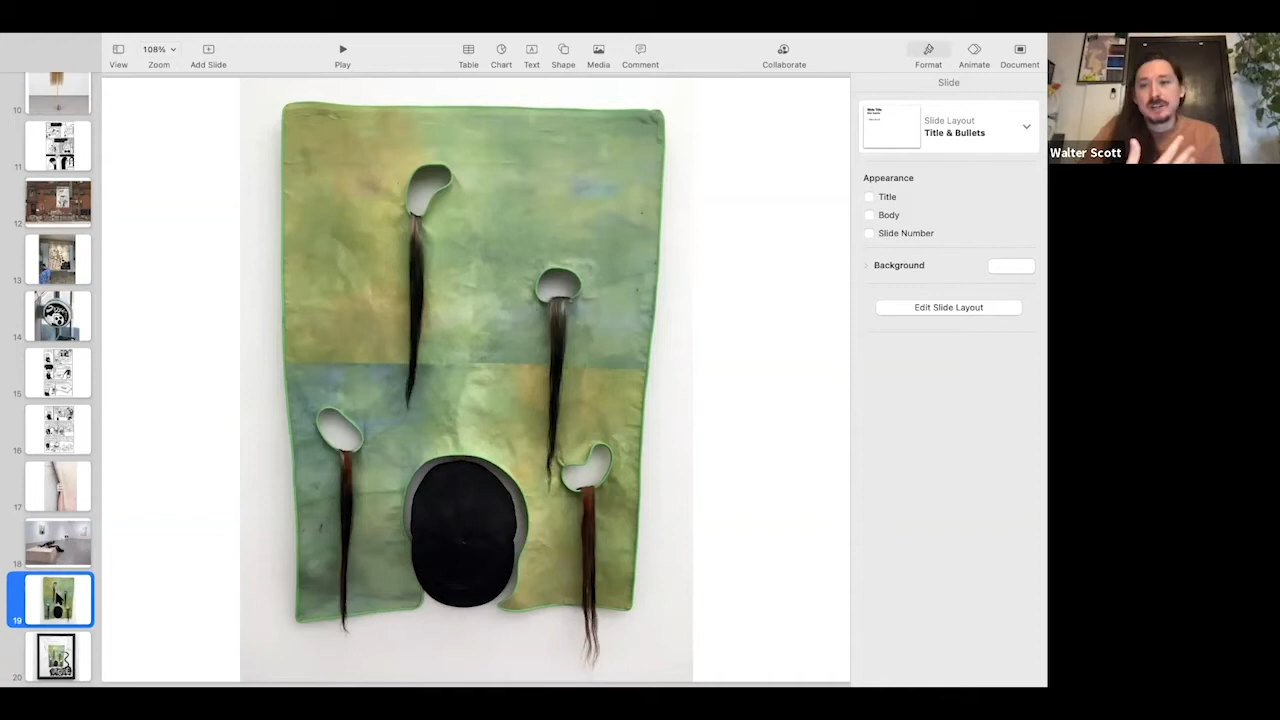 108%
View
Zoom
Add Slide
Play
Table
Chart
Text
Shape
Media
Comment
Collaborate
Format
Animate
Document
Slide
Slide Layout
Title & Bullets
Appearance
Title
Body
Slide Number
Background
Edit Slide Layout
10
11
12
13
14
15
16
17
18
19
20
Walter Scott